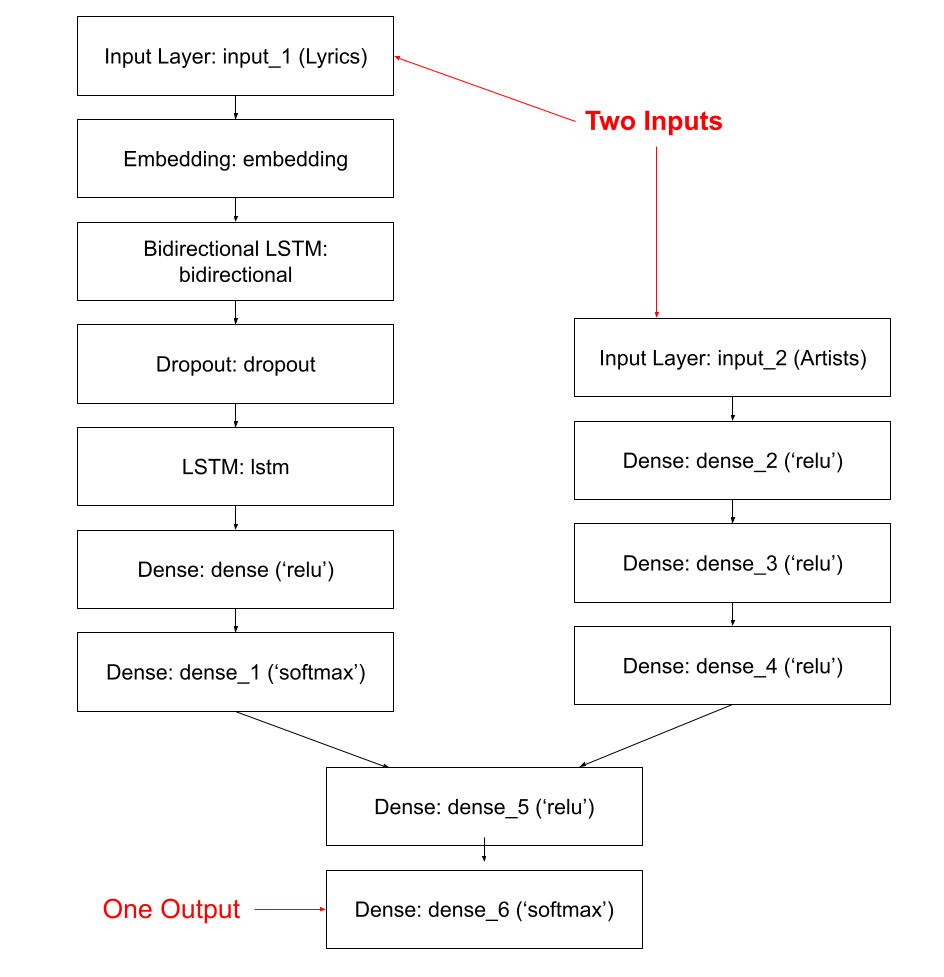 Input Layer: input_1 (Lyrics)
Two Inputs
Embedding: embedding
Bidirectional LSTM:
bidirectional
Dropout: dropout
LSTM: lstm
Dense: dense (‘relu’)
Dense: dense_1 (‘softmax’)
Input Layer: input_2 (Artists)
Dense: dense_2 (‘relu’)
Dense: dense_3 (‘relu’)
Dense: dense_4 (‘relu’)
Dense: dense_5 (‘relu’)
One Output
Dense: dense_6 (‘softmax’)